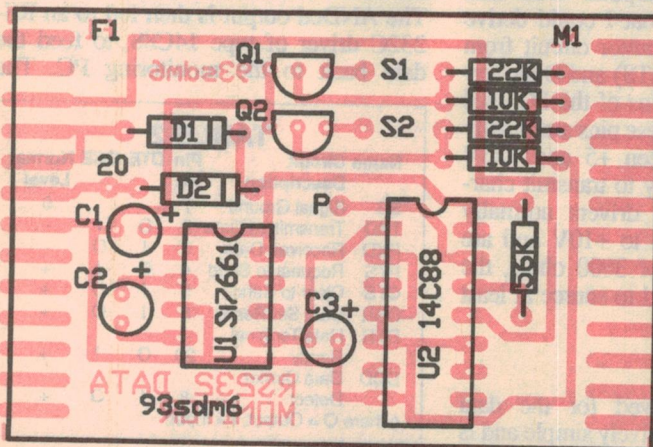 F1
M1
93sdm6
Q1
S1
22K
10K
Q2
S2
22K
10K
D1
20
D2
P
C1
C2
U1 Si7661
C3
U2 14C88
56K
RS232 DATA
MONITOR
93sdm6